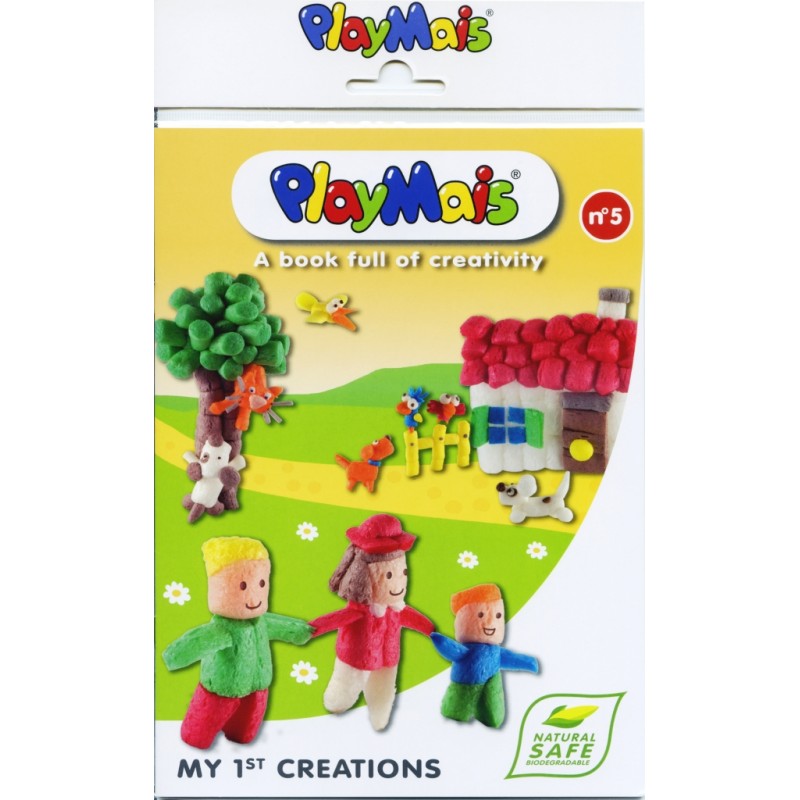 PlayMais®
PlayMais®
n°5
A book full of creativity
NATURAL
SAFE
BIODEGRADABLE
MY 1ST CREATIONS